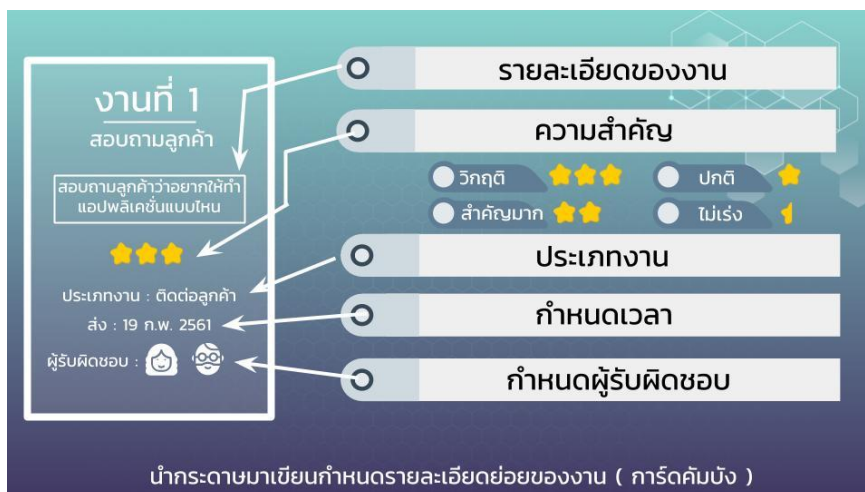 งานที่ 1
สอบถามลูกค้า
สอบถามลูกค้าว่าอยากให้ทำ
แอปพลิเคชั่นแบบไหน
ประเภทงาน : ติดต่อลูกค้า
ส่ง : 19 ก.พ. 2561
ผู้รับผิดชอบ :
รายละเอียดของงาน
ความสำคัญ
วิกฤติ
ปกติ
สำคัญมาก
ไม่เร่ง
ประเภทงาน
กำหนดเวลา
กำหนดผู้รับผิดชอบ
นำกระดาษมาเขียนกำหนดรายละเอียดย่อยของงาน ( การ์ดคัมบัง )